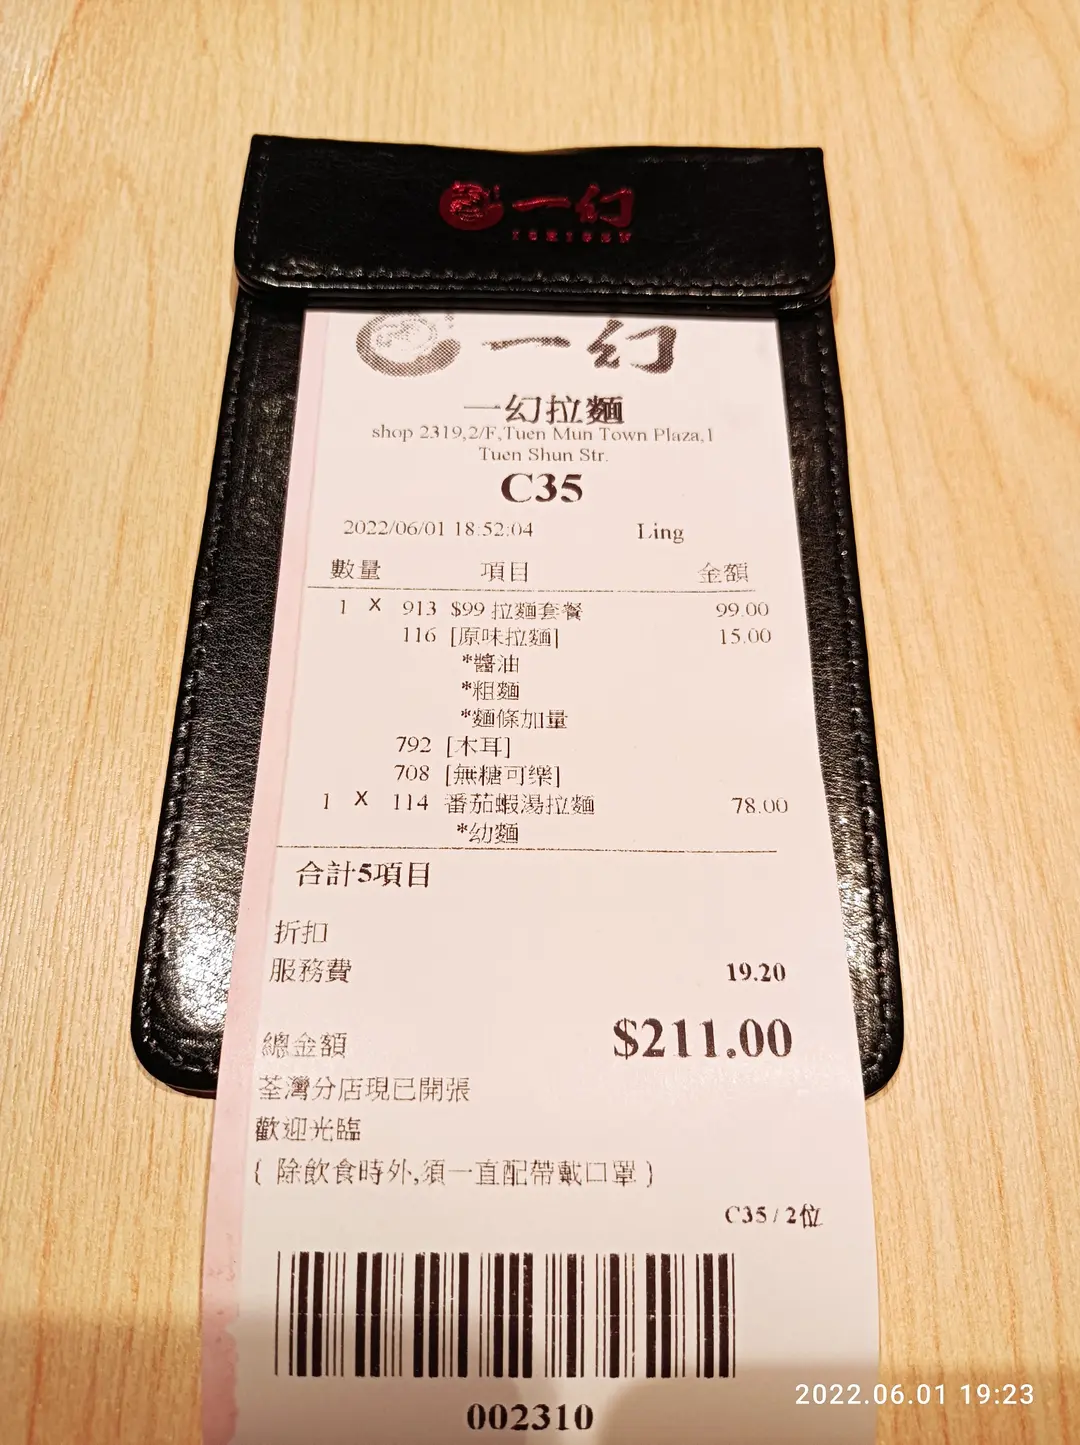 一幻
一幻
一幻拉麵
shop 2319,2/F,Tuen Mun Town Plaza,1
Tuen Shun Str.
C35
2022/06/01 18:52:04 Ling
數量 項目 金額
1 X 913 $99 拉麵套餐 99.00
116 [原味拉麵] 15.00
*醬油
*粗麵
*麵條加量
792 [木耳]
708 [無糖可樂]
1 X 114 番茄蝦湯拉麵 78.00
*幼麵
合計5項目
折扣
服務費 19.20
總金額 $211.00
荃灣分店現已開張
歡迎光臨
( 除飲食時外,須一直配帶戴口罩 )
C35 / 2位
002310
2022.06.01 19:23